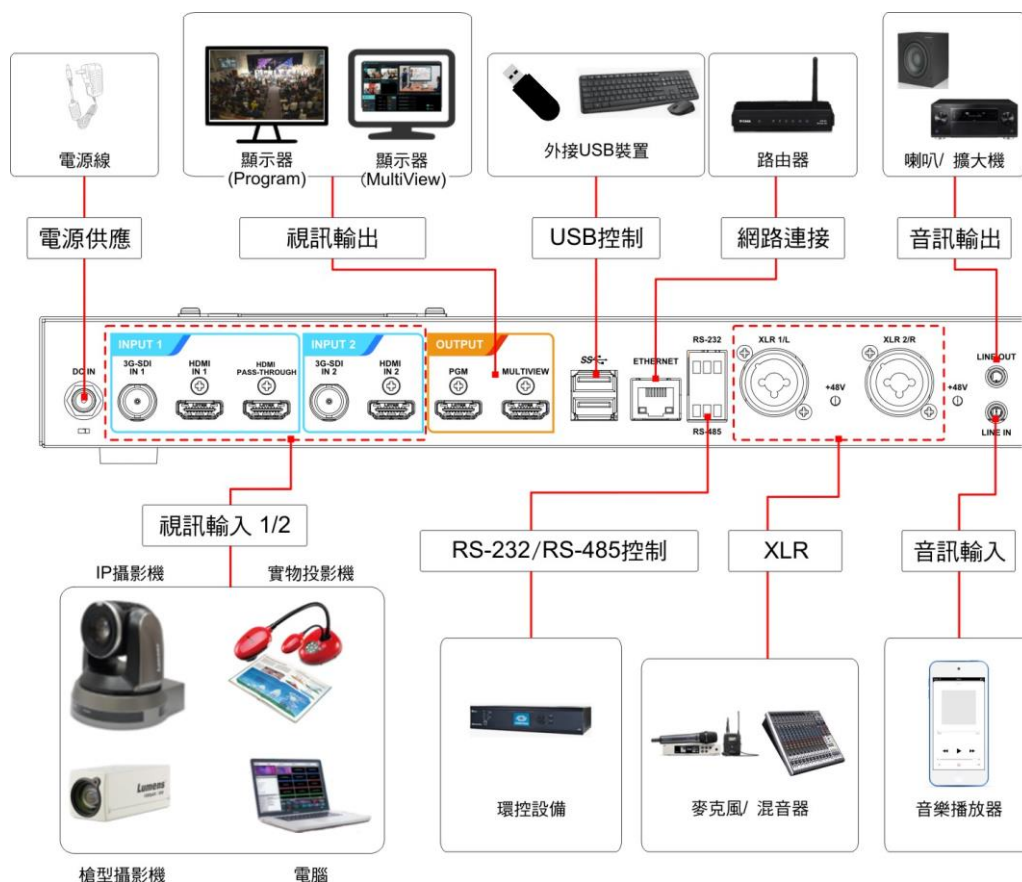 電源線
顯示器
(Program)
顯示器
(MultiView)
外接USB裝置
路由器
喇叭/ 擴大機
電源供應
視訊輸出
USB控制
網路連接
音訊輸出
INPUT 1
INPUT 2
OUTPUT
DC IN
3G-SDI
IN 1
HDMI
IN 1
HDMI
PASS-THROUGH
3G-SDI
IN 2
HDMI
IN 2
PGM
MULTIVIEW
SS
ETHERNET
RS-232
RS-485
XLR 1/L
+48V
XLR 2/R
+48V
LINE OUT
LINE IN
視訊輸入 1/2
RS-232/RS-485控制
XLR
音訊輸入
IP攝影機
實物投影機
Lumens
槍型攝影機
電腦
環控設備
麥克風/ 混音器
音樂播放器